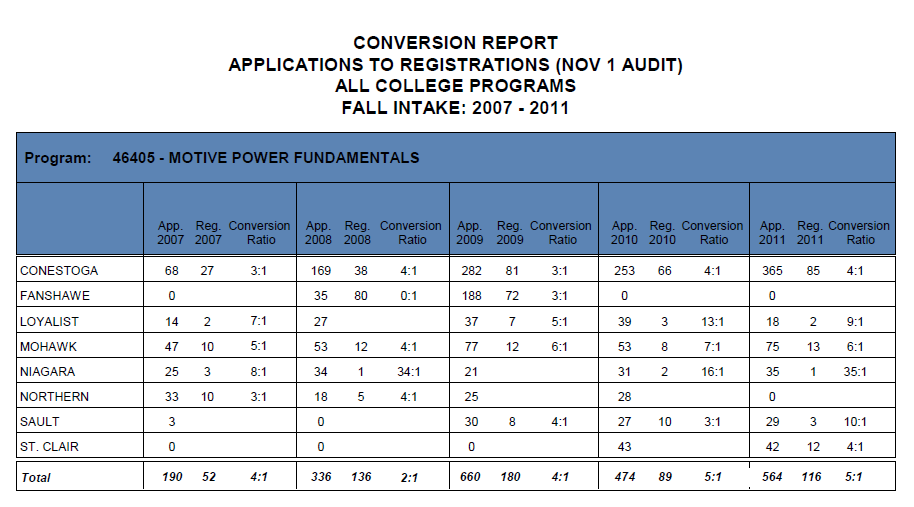 CONVERSION REPORT
APPLICATIONS TO REGISTRATIONS (NOV 1 AUDIT)
ALL COLLEGE PROGRAMS
FALL INTAKE: 2007 - 2011
Program: 46405 - MOTIVE POWER FUNDAMENTALS
App. Reg. Conversion App. Reg. Conversion App. Reg. Conversion App. Reg. Conversion App. Reg. Conversion
2007 2007 Ratio 2008 2008 Ratio 2009 2009 Ratio 2010 2010 Ratio 2011 2011 Ratio
CONESTOGA 68 27 3:1 169 38 4:1 282 81 3:1 253 66 4:1 365 85 4:1
FANSHAWE 0 35 80 0:1 188 72 3:1 0 0
LOYALIST 14 2 7:1 27 37 7 5:1 39 3 13:1 18 2 9:1
MOHAWK 47 10 5:1 53 12 4:1 77 12 6:1 53 8 7:1 75 13 6:1
NIAGARA 25 3 8:1 34 1 34:1 21 31 2 16:1 35 1 35:1
NORTHERN 33 10 3:1 18 5 4:1 25 28 0
SAULT 3 0 30 8 4:1 27 10 3:1 29 3 10:1
ST. CLAIR 0 0 0 43 42 12 4:1
Total 190 52 4:1 336 136 2:1 660 180 4:1 474 89 5:1 564 116 5:1